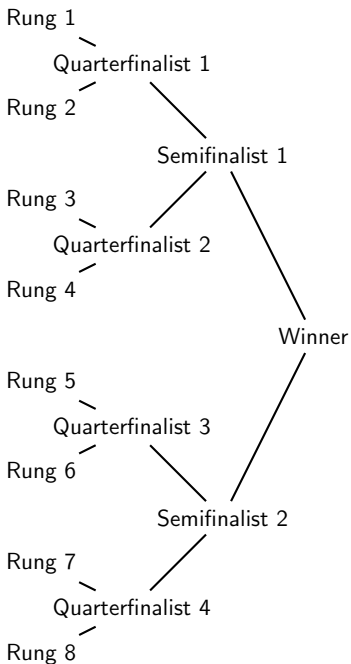 Rung 1
Quarterfinalist 1
Rung 2
Semifinalist 1
Rung 3
Quarterfinalist 2
Rung 4
Winner
Rung 5
Quarterfinalist 3
Rung 6
Semifinalist 2
Rung 7
Quarterfinalist 4
Rung 8